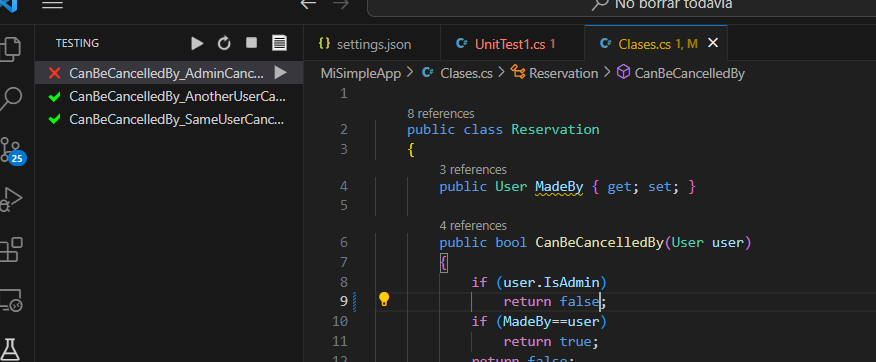 No borrar todavia
TESTING
CanBeCancelledBy_AdminCanc...
CanBeCancelledBy_AnotherUserCa...
CanBeCancelledBy_SameUserCanc...
25
{} settings.json
C# UnitTest1.cs 1
C# Clases.cs 1, M
MiSimpleApp > C# Clases.cs > Reservation > CanBeCancelledBy
1
8 references
2 public class Reservation
3 {
3 references
4 public User MadeBy { get; set; }
5
4 references
6 public bool CanBeCancelledBy(User user)
7 {
8 if (user.IsAdmin)
9 return false;
10 if (MadeBy==user)
11 return true;
12 return false;